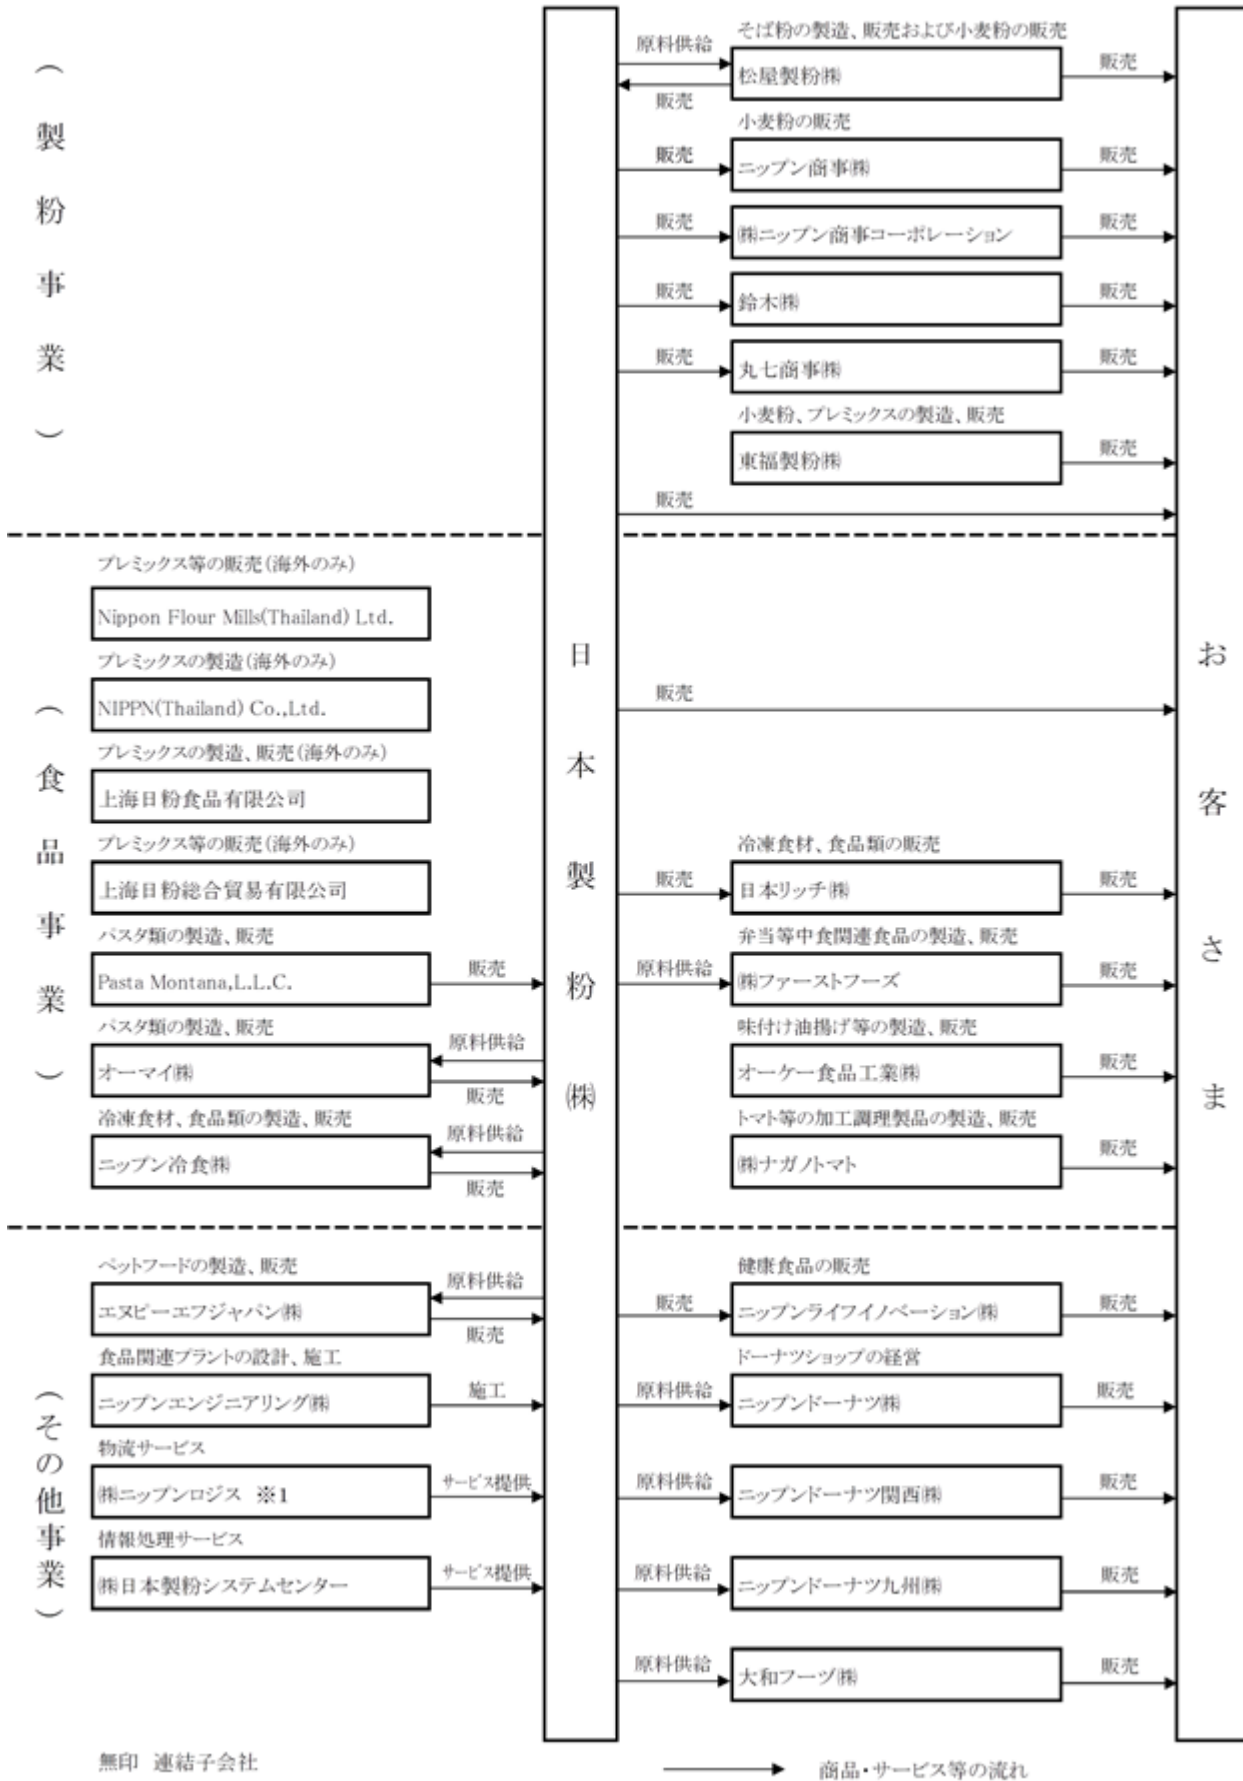 （製粉事業）
原料供給
そば粉の製造、販売および小麦粉の販売
松屋製粉㈱
販売
販売
小麦粉の販売
販売
ニップン商事㈱
販売
販売
㈱ニップン商事コーポレーション
販売
販売
鈴木㈱
販売
販売
丸七商事㈱
販売
小麦粉、プレミックスの製造、販売
東福製粉㈱
販売
販売
日本製粉㈱
お客さま
（食品事業）
プレミックス等の販売(海外のみ)
Nippon Flour Mills(Thailand) Ltd.
プレミックスの製造(海外のみ)
NIPPN(Thailand) Co.,Ltd.
販売
プレミックスの製造、販売(海外のみ)
上海日粉食品有限公司
プレミックス等の販売(海外のみ)
上海日粉総合貿易有限公司
販売
冷凍食材、食品類の販売
日本リッチ㈱
販売
パスタ類の製造、販売
Pasta Montana,L.L.C.
販売
原料供給
弁当等中食関連食品の製造、販売
㈱ファーストフーズ
販売
パスタ類の製造、販売
オーマイ㈱
原料供給
販売
味付け油揚げ等の製造、販売
オーケー食品工業㈱
販売
冷凍食材、食品類の製造、販売
ニップン冷食㈱
原料供給
販売
トマト等の加工調理製品の製造、販売
㈱ナガノトマト
販売
（その他事業）
ペットフードの製造、販売
エヌピーエフジャパン㈱
原料供給
販売
販売
健康食品の販売
ニップンライフイノベーション㈱
販売
食品関連プラントの設計、施工
ニップンエンジニアリング㈱
施工
原料供給
ドーナツショップの経営
ニップンドーナツ㈱
販売
物流サービス
㈱ニップンロジス ※1
サービス提供
原料供給
ニップンドーナツ関西㈱
販売
情報処理サービス
㈱日本製粉システムセンター
サービス提供
原料供給
ニップンドーナツ九州㈱
販売
原料供給
大和フーヅ㈱
販売
無印 連結子会社
商品・サービス等の流れ